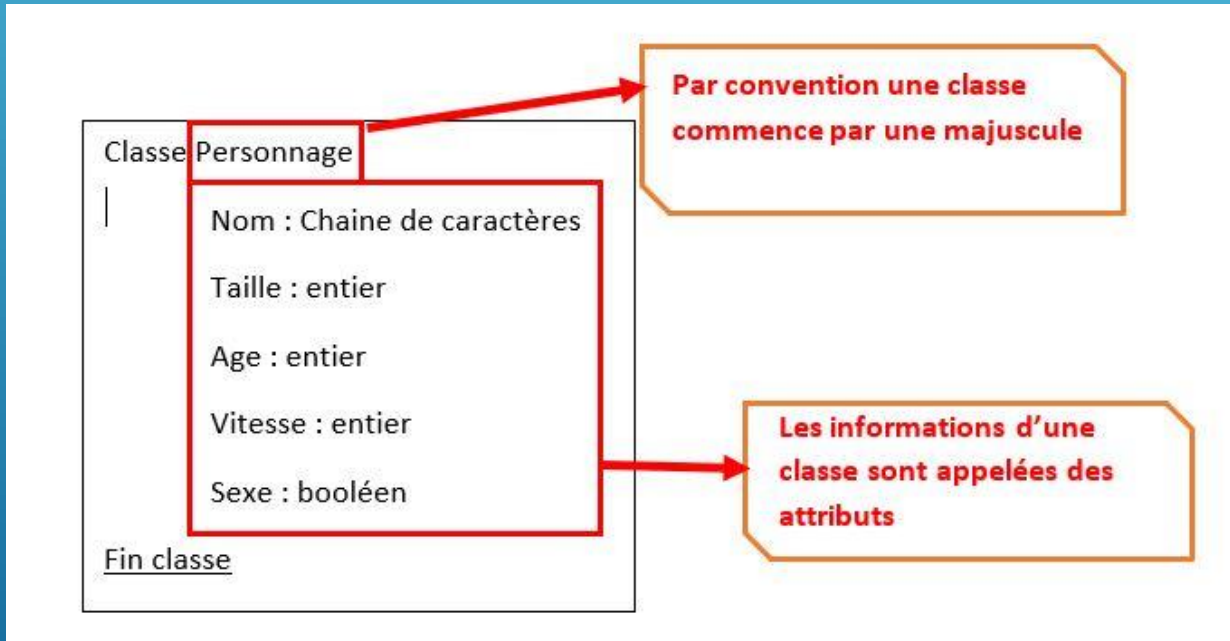 Par convention une classe
commence par une majuscule
Classe Personnage
Nom : Chaine de caractères
Taille : entier
Age : entier
Vitesse : entier
Sexe : booléen
Fin classe
Les informations d'une
classe sont appelées des
attributs